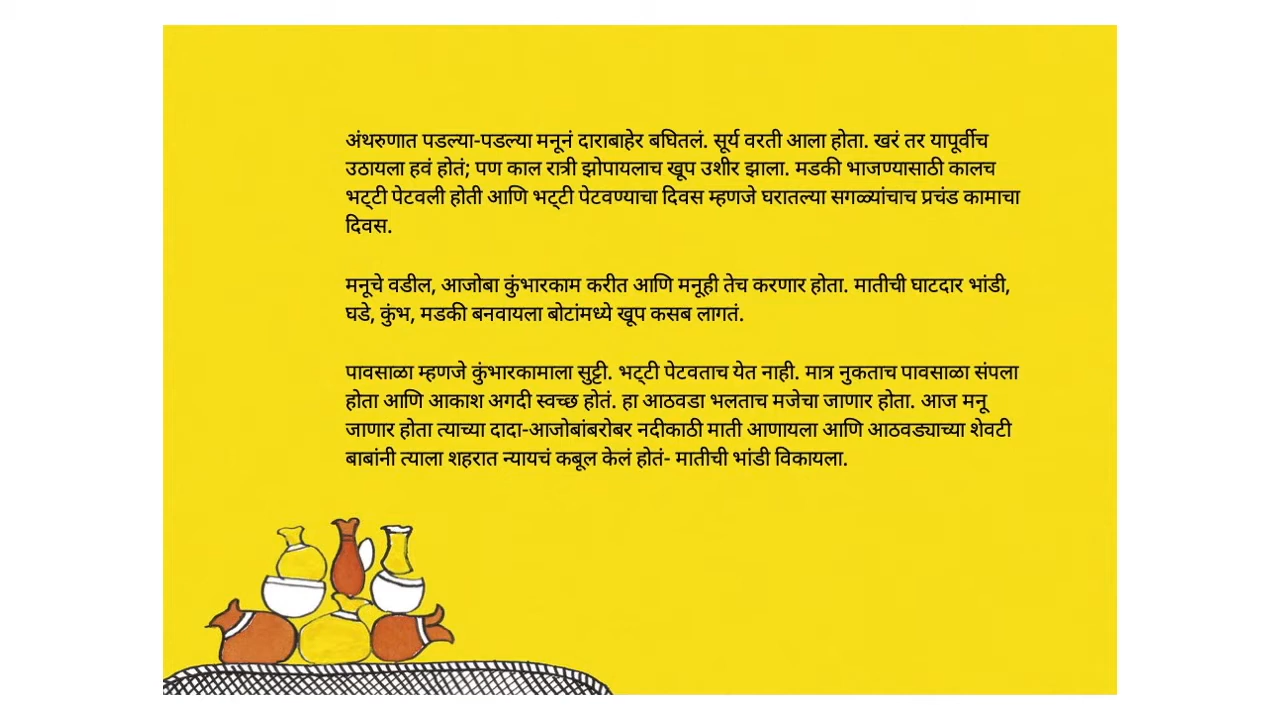 अंथरुणात पडल्या-पडल्या मनूनं दाराबाहेर बघितलं. सूर्य वरती आला होता. खरं तर यापूर्वीच
उठायला हवं होतं; पण काल रात्री झोपायलाच खूप उशीर झाला. मडकी भाजण्यासाठी कालच
भट्टी पेटवली होती आणि भट्टी पेटवण्याचा दिवस म्हणजे घरातल्या सगळ्यांचाच प्रचंड कामाचा
दिवस.
मनूचे वडील, आजोबा कुंभारकाम करीत आणि मनूही तेच करणार होता. मातीची घाटदार भांडी,
घडे, कुंभ, मडकी बनवायला बोटांमध्ये खूप कसब लागतं.
पावसाळा म्हणजे कुंभारकामाला सुट्टी. भट्टी पेटवताच येत नाही. मात्र नुकताच पावसाळा संपला
होता आणि आकाश अगदी स्वच्छ होतं. हा आठवडा भलताच मजेचा जाणार होता. आज मनू
जाणार होता त्याच्या दादा-आजोबांबरोबर नदीकाठी माती आणायला आणि आठवड्याच्या शेवटी
बाबांनी त्याला शहरात न्यायचं कबूल केलं होतं- मातीची भांडी विकायला.